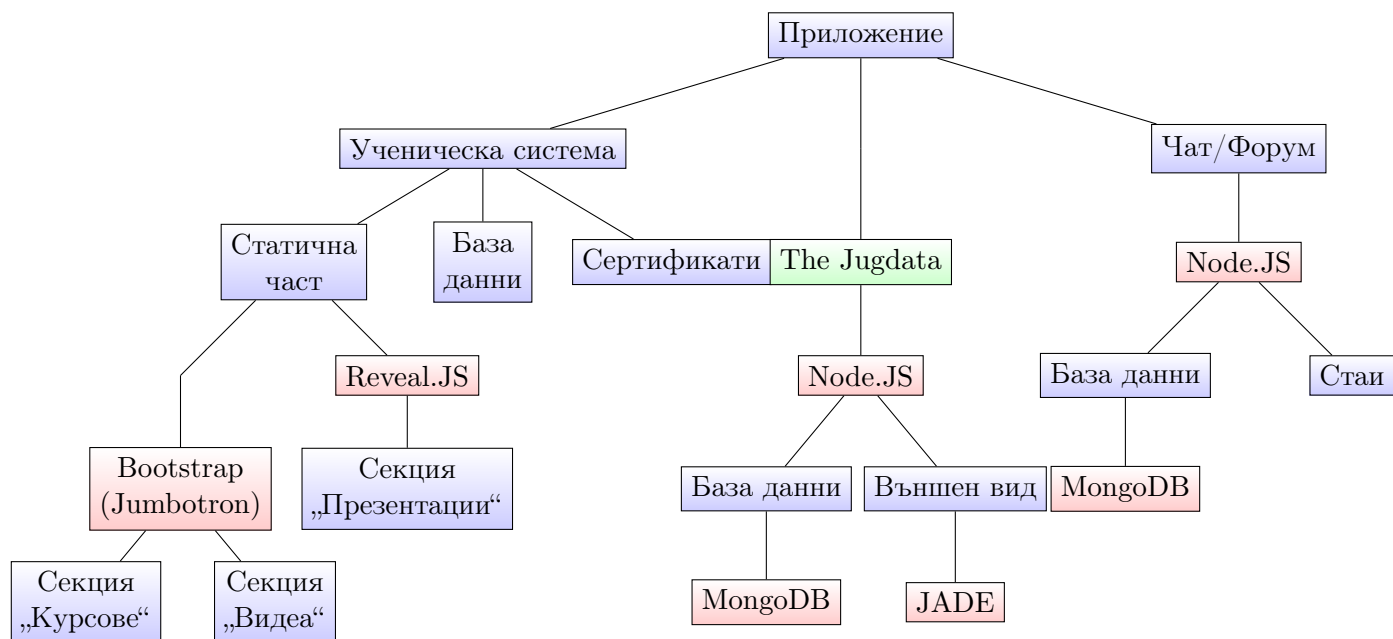 Приложение
Ученическа система
Чат/Форум
Статична
част
База
данни
Сертификати
The Jugdata
Node.JS
Reveal.JS
Node.JS
База данни
Стаи
Bootstrap
(Jumbotron)
Секция
„Презентации“
База данни
Външен вид
MongoDB
Секция
„Курсове“
Секция
„Видеа“
MongoDB
JADE